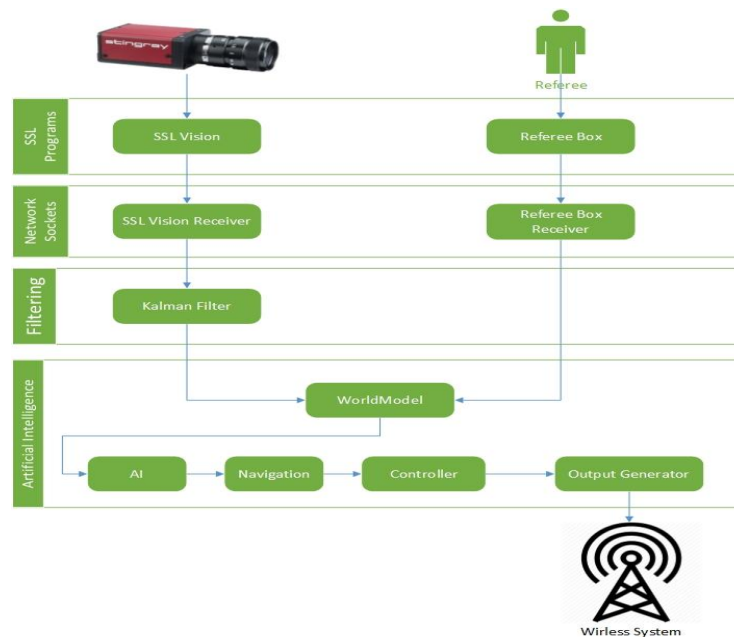 stingray
Referee
SSL
Programs
SSL Vision
Referee Box
Network
Sockets
SSL Vision Receiver
Referee Box
Receiver
Filtering
Kalman Filter
Artificial Intelligence
WorldModel
AI
Navigation
Controller
Output Generator
Wirless System